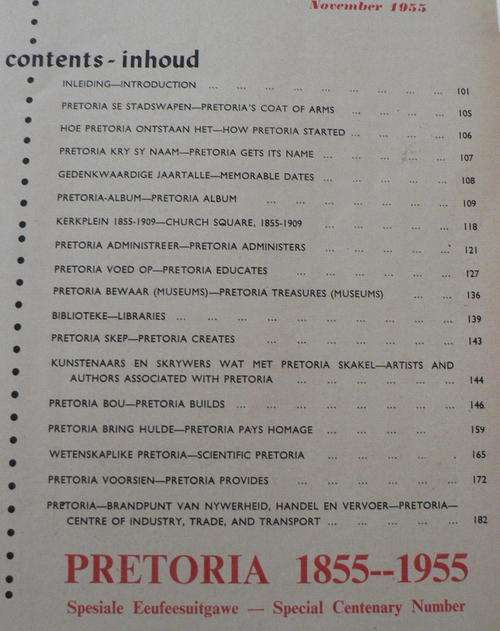 November 1955
contents - inhoud
INLEIDING—INTRODUCTION ... ... ... ... ... ... ... ... 101
PRETORIA SE STADSWAPEN—PRETORIA'S COAT OF ARMS ... ... ... ... 105
HOE PRETORIA ONTSTAAN HET—HOW PRETORIA STARTED ... ... ... ... 106
PRETORIA KRY SY NAAM—PRETORIA GETS ITS NAME ... ... ... ... ... 107
GEDENKWAARDIGE JAARTALLE—MEMORABLE DATES ... ... ... ... ... 108
PRETORIA-ALBUM—PRETORIA ALBUM ... ... ... ... ... ... 109
KERKPLEIN 1855-1909—CHURCH SQUARE, 1855-1909 ... ... ... ... ... 118
PRETORIA ADMINISTREER—PRETORIA ADMINISTERS ... ... ... ... ... 121
PRETORIA VOED OP—PRETORIA EDUCATES ... ... ... ... ... ... 127
PRETORIA BEWAAR (MUSEUMS)—PRETORIA TREASURES (MUSEUMS) ... ... 136
BIBLIOTEKE—LIBRARIES ... ... ... ... ... ... ... ... ... 139
PRETORIA SKEP—PRETORIA CREATES ... ... ... ... ... ... ... 143
KUNSTENAARS EN SKRYWERS WAT MET PRETORIA SKAKEL—ARTISTS AND
AUTHORS ASSOCIATED WITH PRETORIA ... ... ... ... ... ... 144
PRETORIA BOU—PRETORIA BUILDS ... ... ... ... ... ... ... 146
PRETORIA BRING HULDE—PRETORIA PAYS HOMAGE ... ... ... ... ... 159
WETENSKAPLIKE PRETORIA—SCIENTIFIC PRETORIA ... ... ... ... . 165
PRETORIA VOORSIEN—PRETORIA PROVIDES ... ... ... ... ... ... 172
PRETORIA—BRANDPUNT VAN NYWERHEID, HANDEL EN VERVOER—PRETORIA—
CENTRE OF INDUSTRY, TRADE, AND TRANSPORT ... ... ... ... ... 182
PRETORIA 1855--1955
Spesiale Eeufeesuitgawe — Special Centenary Number